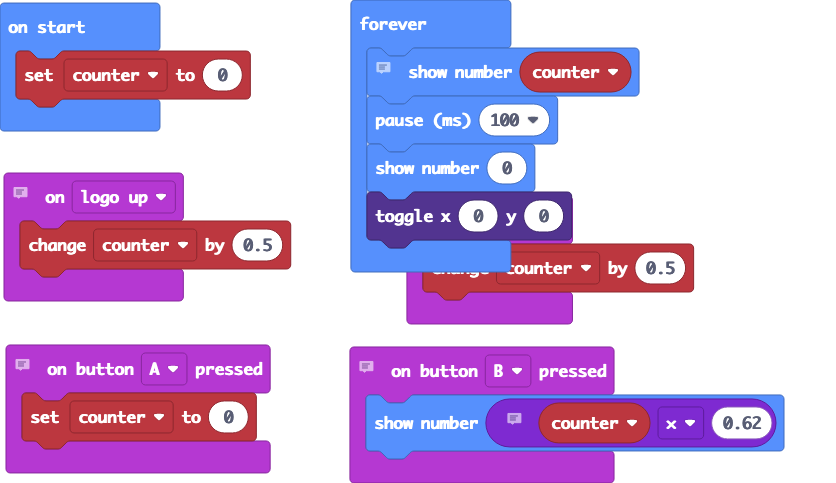 on start
set counter to 0
forever
show number counter
pause (ms) 100
show number 0
toggle x 0 y 0
counter by 0.5
on logo up
change counter by 0.5
on button A pressed
set counter to 0
on button B pressed
show number counter x 0.62